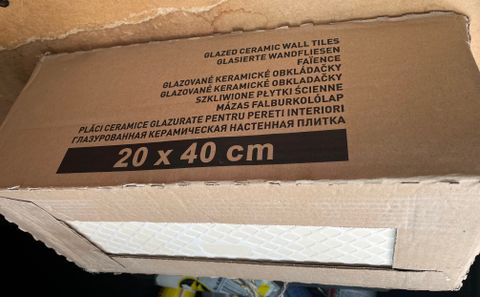 GLAZED CERAMIC WALL TILES
GLASIERTE WANDFLIESEN
FAÏENCE
GLAZOVANÉ KERAMICKÉ OBKLÁDAČKY
GLAZOVANÉ KERAMICKÉ OBKLADAČKY
SZKLIWIONE PŁYTKI ŚCIENNE
MÁZAS FALBURKOLÓLAP
PLĂCI CERAMICE GLAZURATE PENTRU PEREȚI INTERIORI
ГЛАЗУРОВАННАЯ КЕРАМИЧЕСКАЯ НАСТЕННАЯ ПЛИТКА
20 x 40 cm